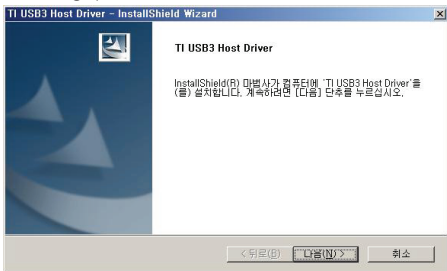 TI USB3 Host Driver - InstallShield Wizard
TI USB3 Host Driver
InstallShield(R) 마법사가 컴퓨터에 'TI USB3 Host Driver'을
(를) 설치합니다. 계속하려면 [다음] 단추를 누르십시오.
< 뒤로(B) 다음(N) > 취소